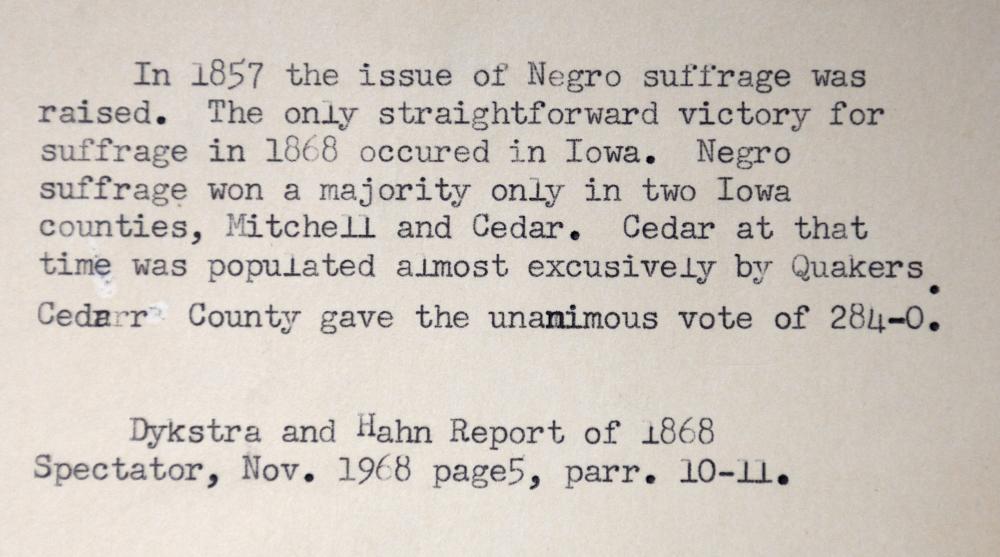 In 1857 the issue of Negro suffrage was
raised. The only straightforward victory for
suffrage in 1868 occured in Iowa. Negro
suffrage won a majority only in two Iowa
counties, Mitchell and Cedar. Cedar at that
time was populated almost excusively by Quakers.
Cedarr County gave the unanimous vote of 284-0.
Dykstra and Hahn Report of 1868
Spectator, Nov. 1968 page5, parr. 10-11.